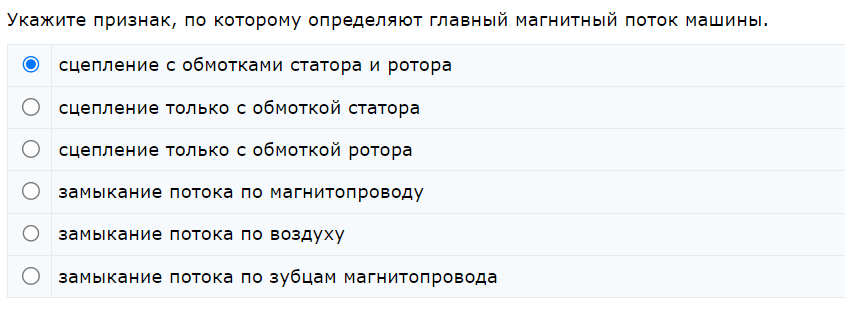 Укажите признак, по которому определяют главный магнитный поток машины.
сцепление с обмотками статора и ротора
сцепление только с обмоткой статора
сцепление только с обмоткой ротора
замыкание потока по магнитопроводу
замыкание потока по воздуху
замыкание потока по зубцам магнитопровода